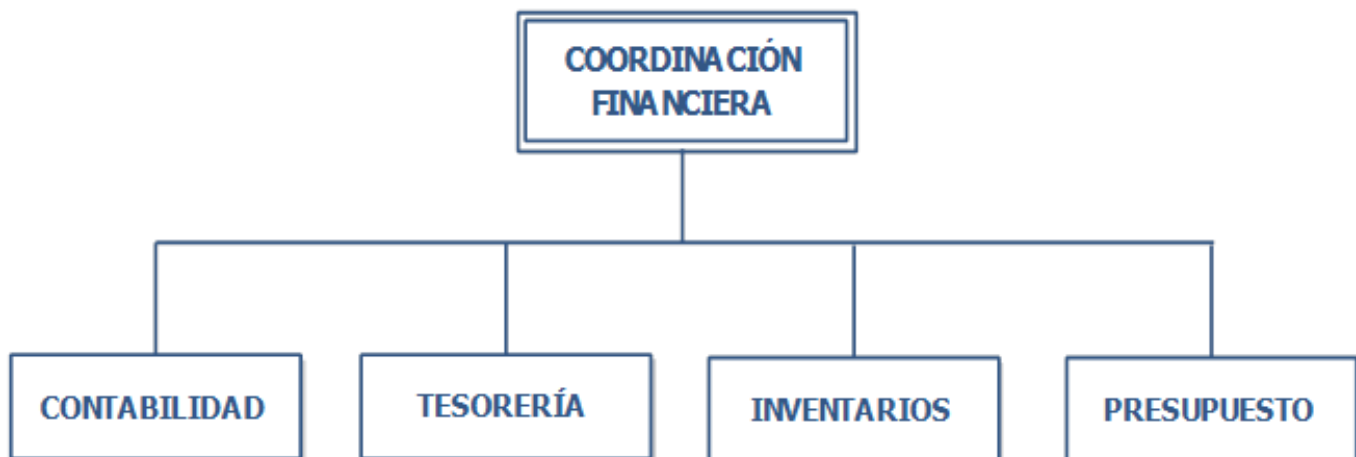 COORDINACIÓN
FINANCIERA
CONTABILIDAD
TESORERÍA
INVENTARIOS
PRESUPUESTO